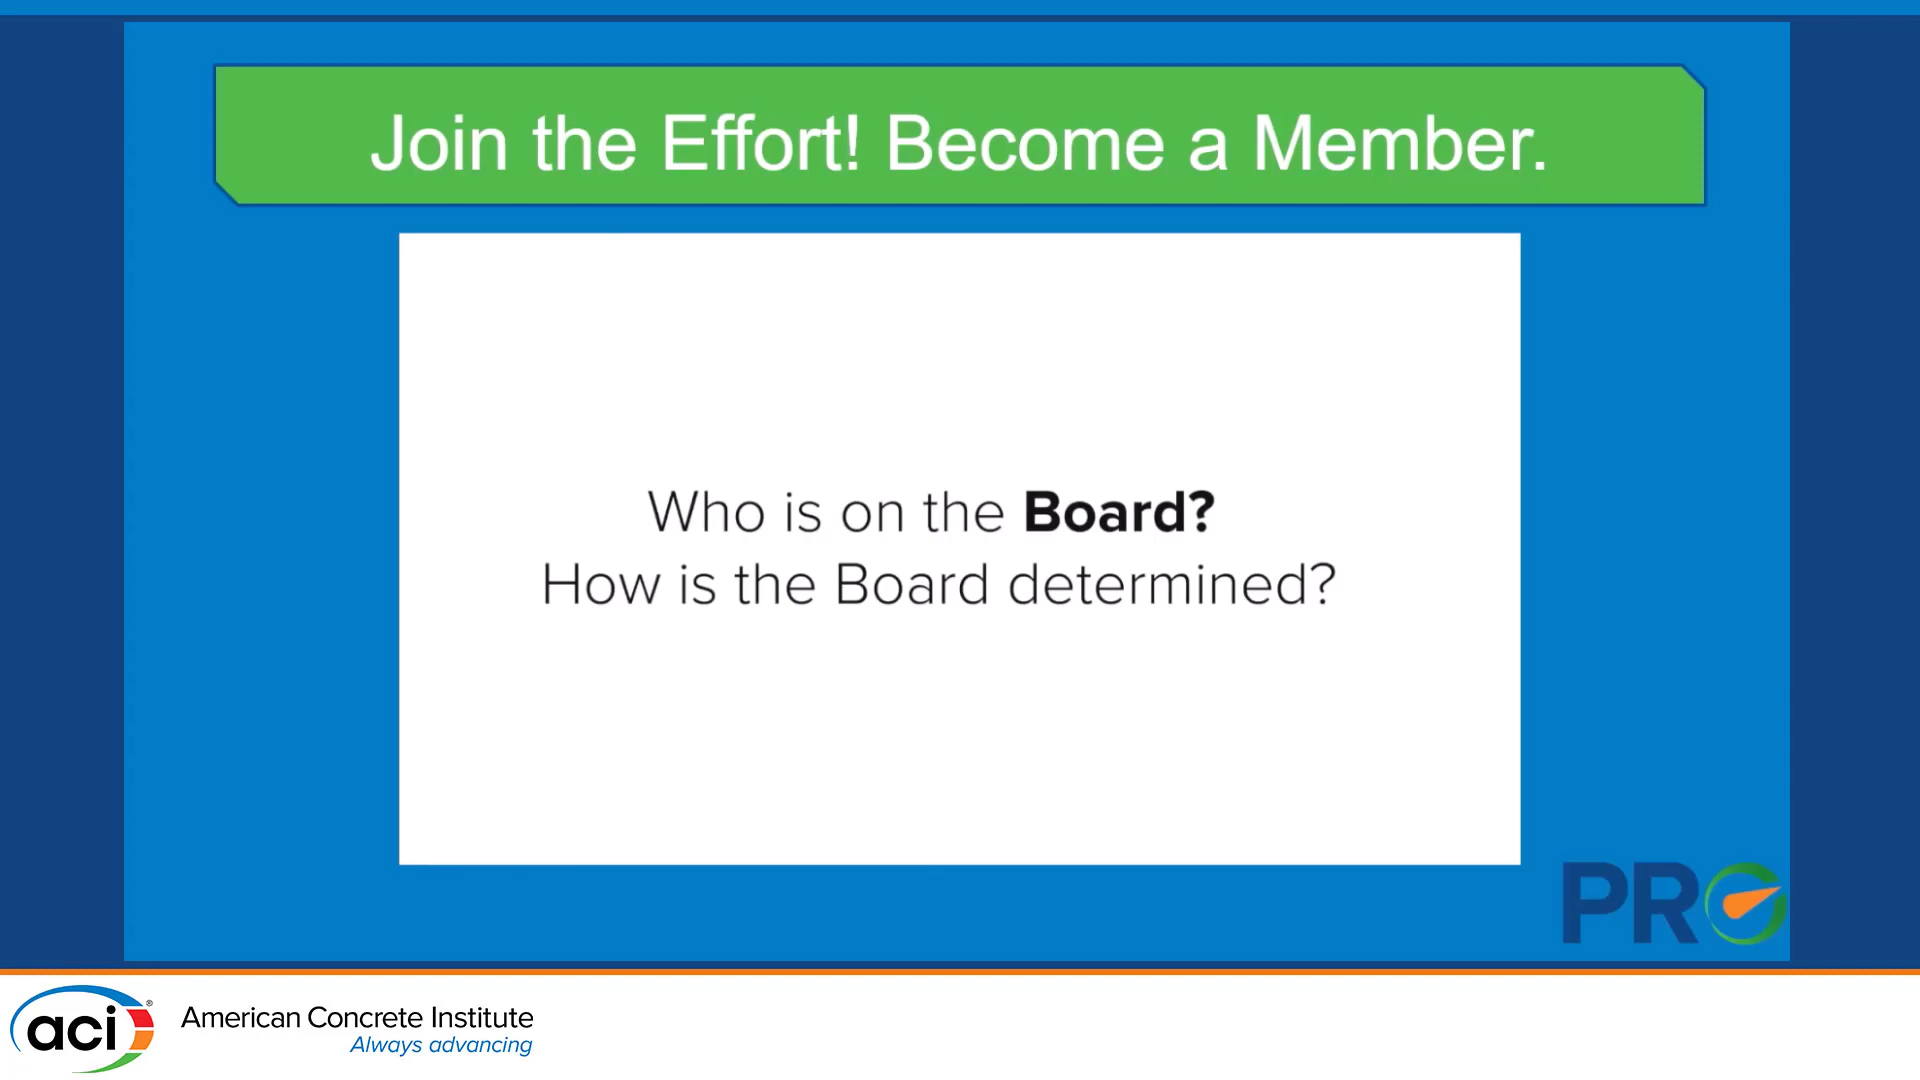 Join the Effort! Become a Member.
Who is on the Board?
How is the Board determined?
PRO
aci®
American Concrete Institute
Always advancing